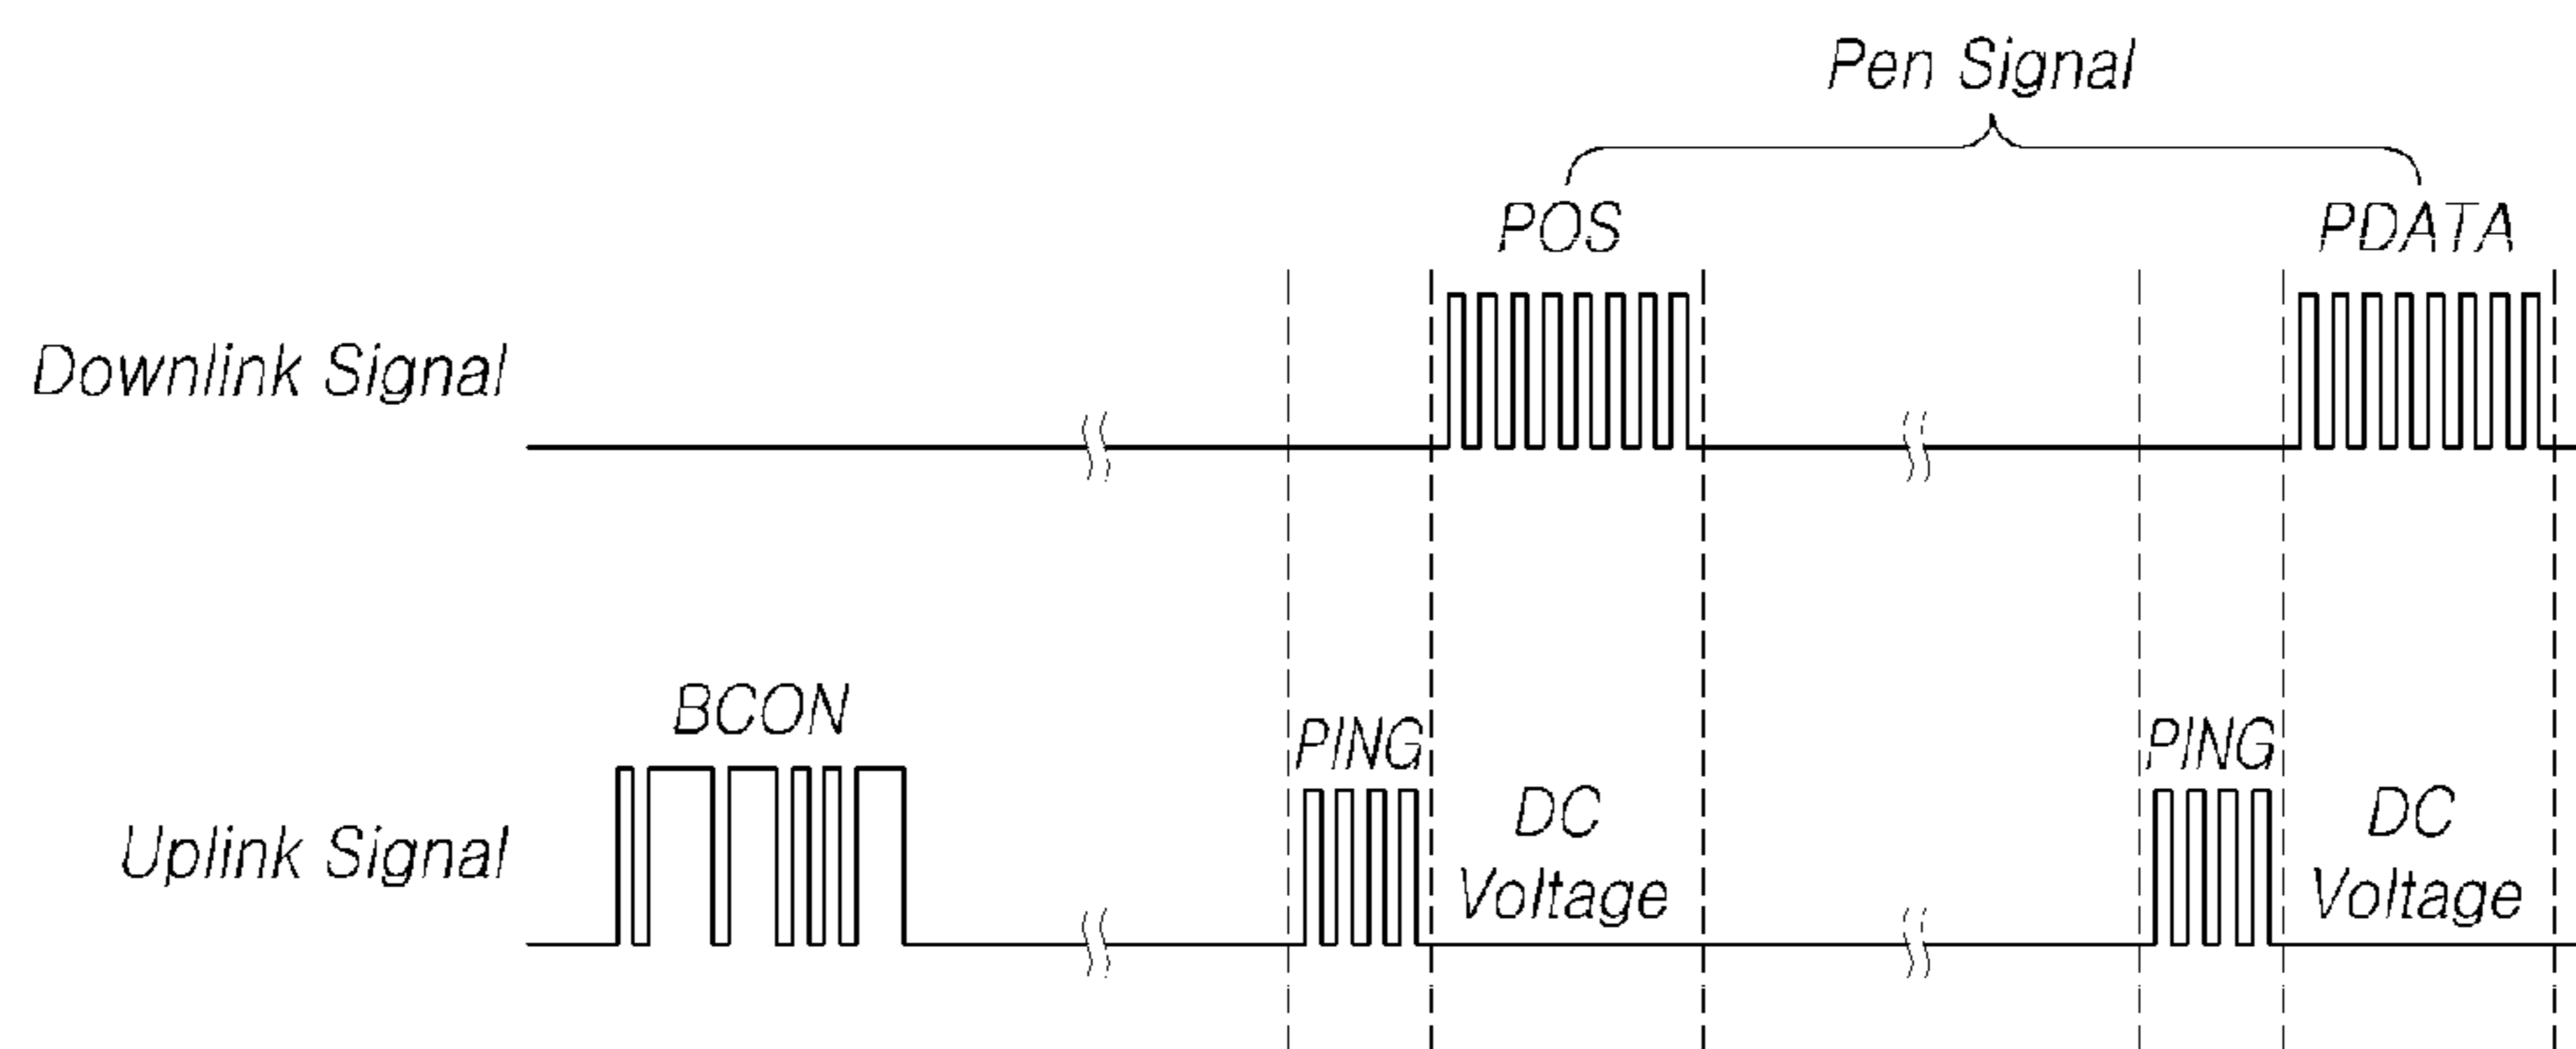 Pen Signal
POS
PDATA
Downlink Signal
BCON
PING
PING
Uplink Signal
DC
Voltage
DC
Voltage